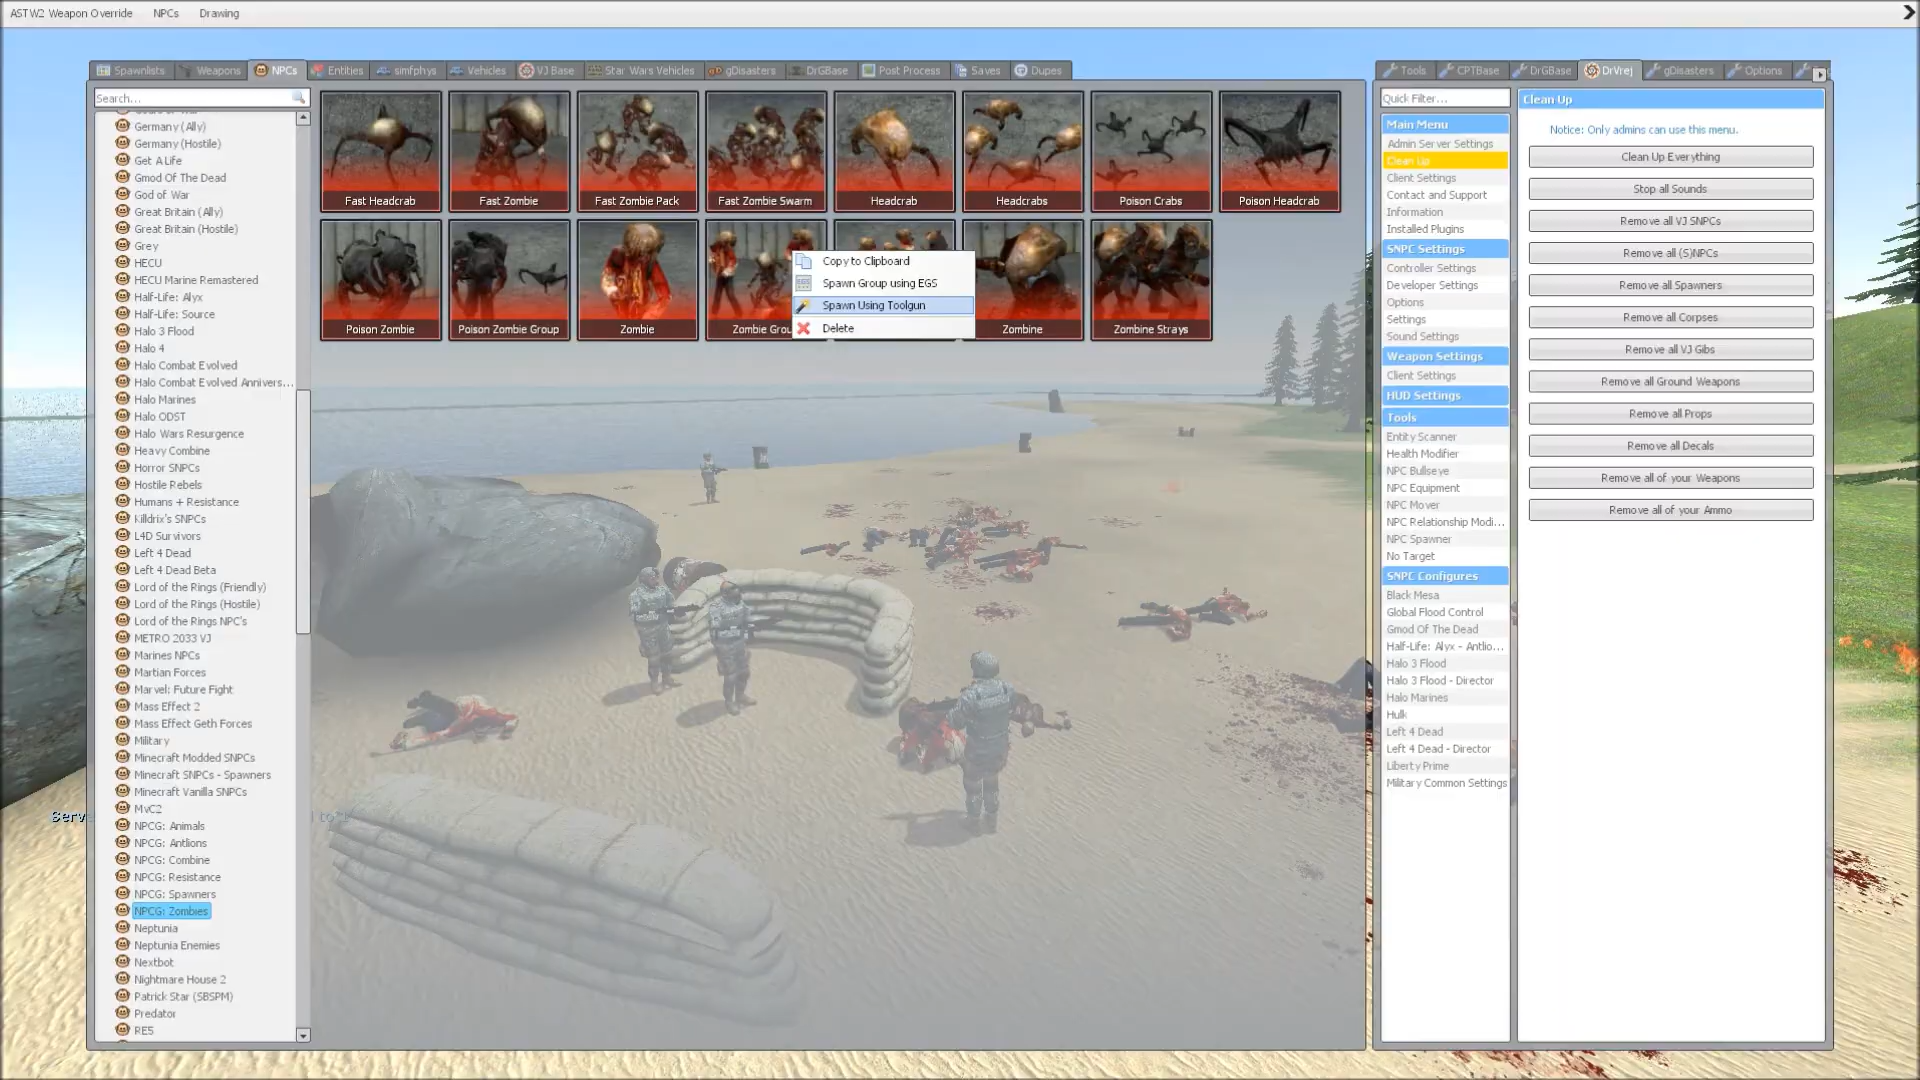 ASTW2 Weapon Override NPCs Drawing
Spawnlists Weapons NPCs Entities simfphys Vehicles VJ Base Star Wars Vehicles gDisasters DrGBase Post Process Saves Dupes
Search...
Germany (Ally)
Germany (Hostile)
Get A Life
Gmod Of The Dead
God of War
Great Britain (Ally)
Great Britain (Hostile)
Grey
HECU
HECU Marine Remastered
Half-Life: Alyx
Half-Life: Source
Halo 3 Flood
Halo 4
Halo Combat Evolved
Halo Combat Evolved Annivers...
Halo Marines
Halo ODST
Halo Wars Resurgence
Heavy Combine
Horror SNPCs
Hostile Rebels
Humans + Resistance
Killdrix's SNPCs
L4D Survivors
Left 4 Dead
Left 4 Dead Beta
Lord of the Rings (Friendly)
Lord of the Rings (Hostile)
Lord of the Rings NPC's
METRO 2033 VJ
Marines NPCs
Martian Forces
Marvel: Future Fight
Mass Effect 2
Mass Effect Geth Forces
Military
Minecraft Modded SNPCs
Minecraft SNPCs - Spawners
Minecraft Vanilla SNPCs
MvC2
NPCG: Animals
NPCG: Antlions
NPCG: Combine
NPCG: Resistance
NPCG: Spawners
NPCG: Zombies
Neptunia
Neptunia Enemies
Nextbot
Nightmare House 2
Patrick Star (SBSPM)
Predator
RE5
Fast Headcrab Fast Zombie Fast Zombie Pack Fast Zombie Swarm Headcrab Headcrabs Poison Crabs Poison Headcrab
Poison Zombie Poison Zombie Group Zombie Zombie Grou Zombine Zombine Strays
Copy to Clipboard
Spawn Group using EGS
Spawn Using Toolgun
Delete
Serve
Tools CPTBase DrGBase DrVrej gDisasters Options
Quick Filter...
Main Menu
Admin Server Settings
Clean Up
Client Settings
Contact and Support
Information
Installed Plugins
SNPC Settings
Controller Settings
Developer Settings
Options
Settings
Sound Settings
Weapon Settings
Client Settings
HUD Settings
Tools
Entity Scanner
Health Modifier
NPC Bullseye
NPC Equipment
NPC Mover
NPC Relationship Modi...
NPC Spawner
No Target
SNPC Configures
Black Mesa
Global Flood Control
Gmod Of The Dead
Half-Life: Alyx - Antlio...
Halo 3 Flood
Halo 3 Flood - Director
Halo Marines
Hulk
Left 4 Dead
Left 4 Dead - Director
Liberty Prime
Military Common Settings
Clean Up
Notice: Only admins can use this menu.
Clean Up Everything
Stop all Sounds
Remove all VJ SNPCs
Remove all (S)NPCs
Remove all Spawners
Remove all Corpses
Remove all VJ Gibs
Remove all Ground Weapons
Remove all Props
Remove all Decals
Remove all of your Weapons
Remove all of your Ammo